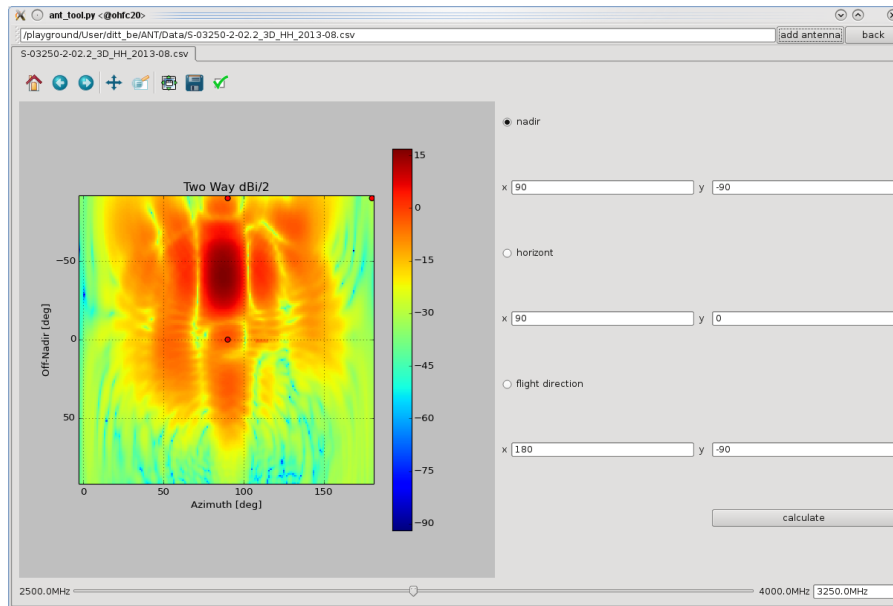 ant_tool.py <@ohfc20>
/playground/User/ditt_be/ANT/Data/S-03250-2-02.2_3D_HH_2013-08.csv
add antenna
back
S-03250-2-02.2_3D_HH_2013-08.csv
Two Way dBi/2
−50
0
50
Off-Nadir [deg]
0
50
100
150
Azimuth [deg]
15
0
−15
−30
−45
−60
−75
−90
nadir
x 90 y -90
horizont
x 90 y 0
flight direction
x 180 y -90
calculate
2500.0MHz
4000.0MHz 3250.0MHz